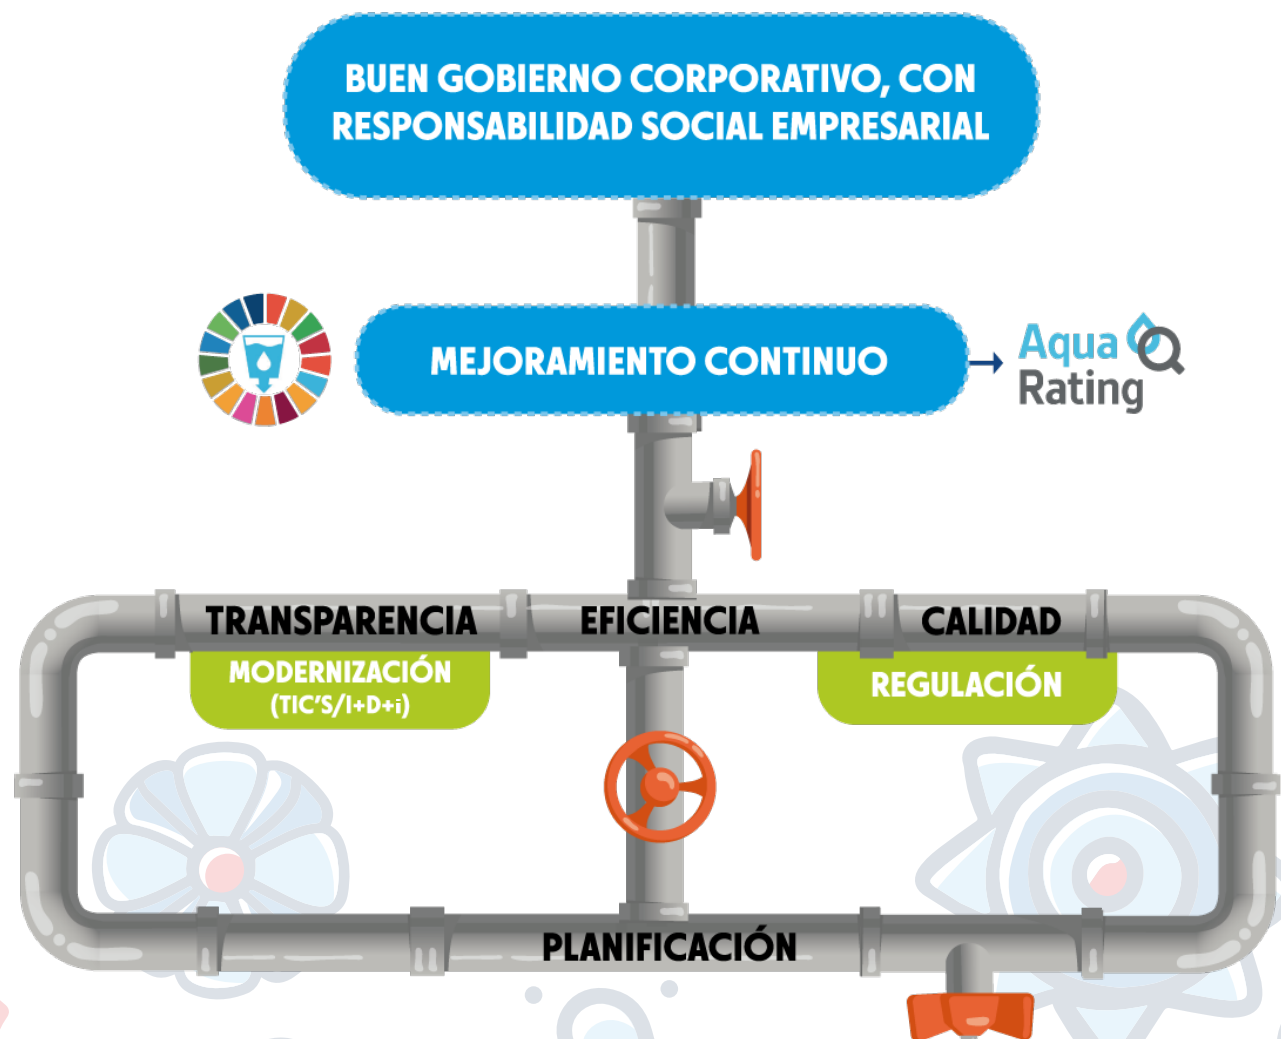 BUEN GOBIERNO CORPORATIVO, CON
RESPONSABILIDAD SOCIAL EMPRESARIAL
MEJORAMIENTO CONTINUO
Aqua
Rating
TRANSPARENCIA
EFICIENCIA
CALIDAD
MODERNIZACIÓN
(TIC'S/I+D+i)
REGULACIÓN
PLANIFICACIÓN